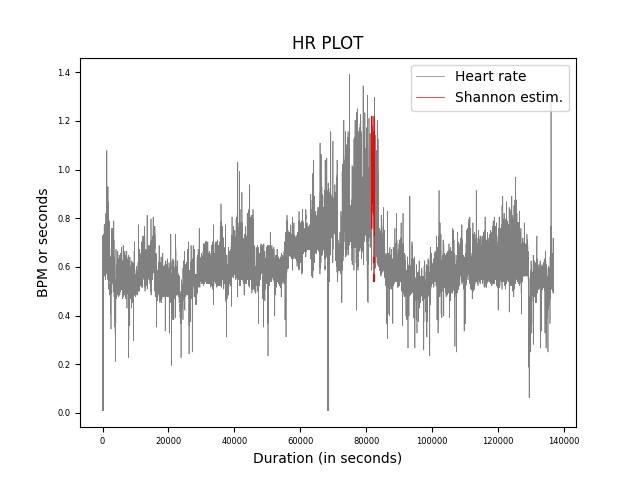 HR PLOT
Heart rate
Shannon estim.
BPM or seconds
1.4
1.2
1.0
0.8
0.6
0.4
0.2
0.0
0 20000 40000 60000 80000 100000 120000 140000
Duration (in seconds)